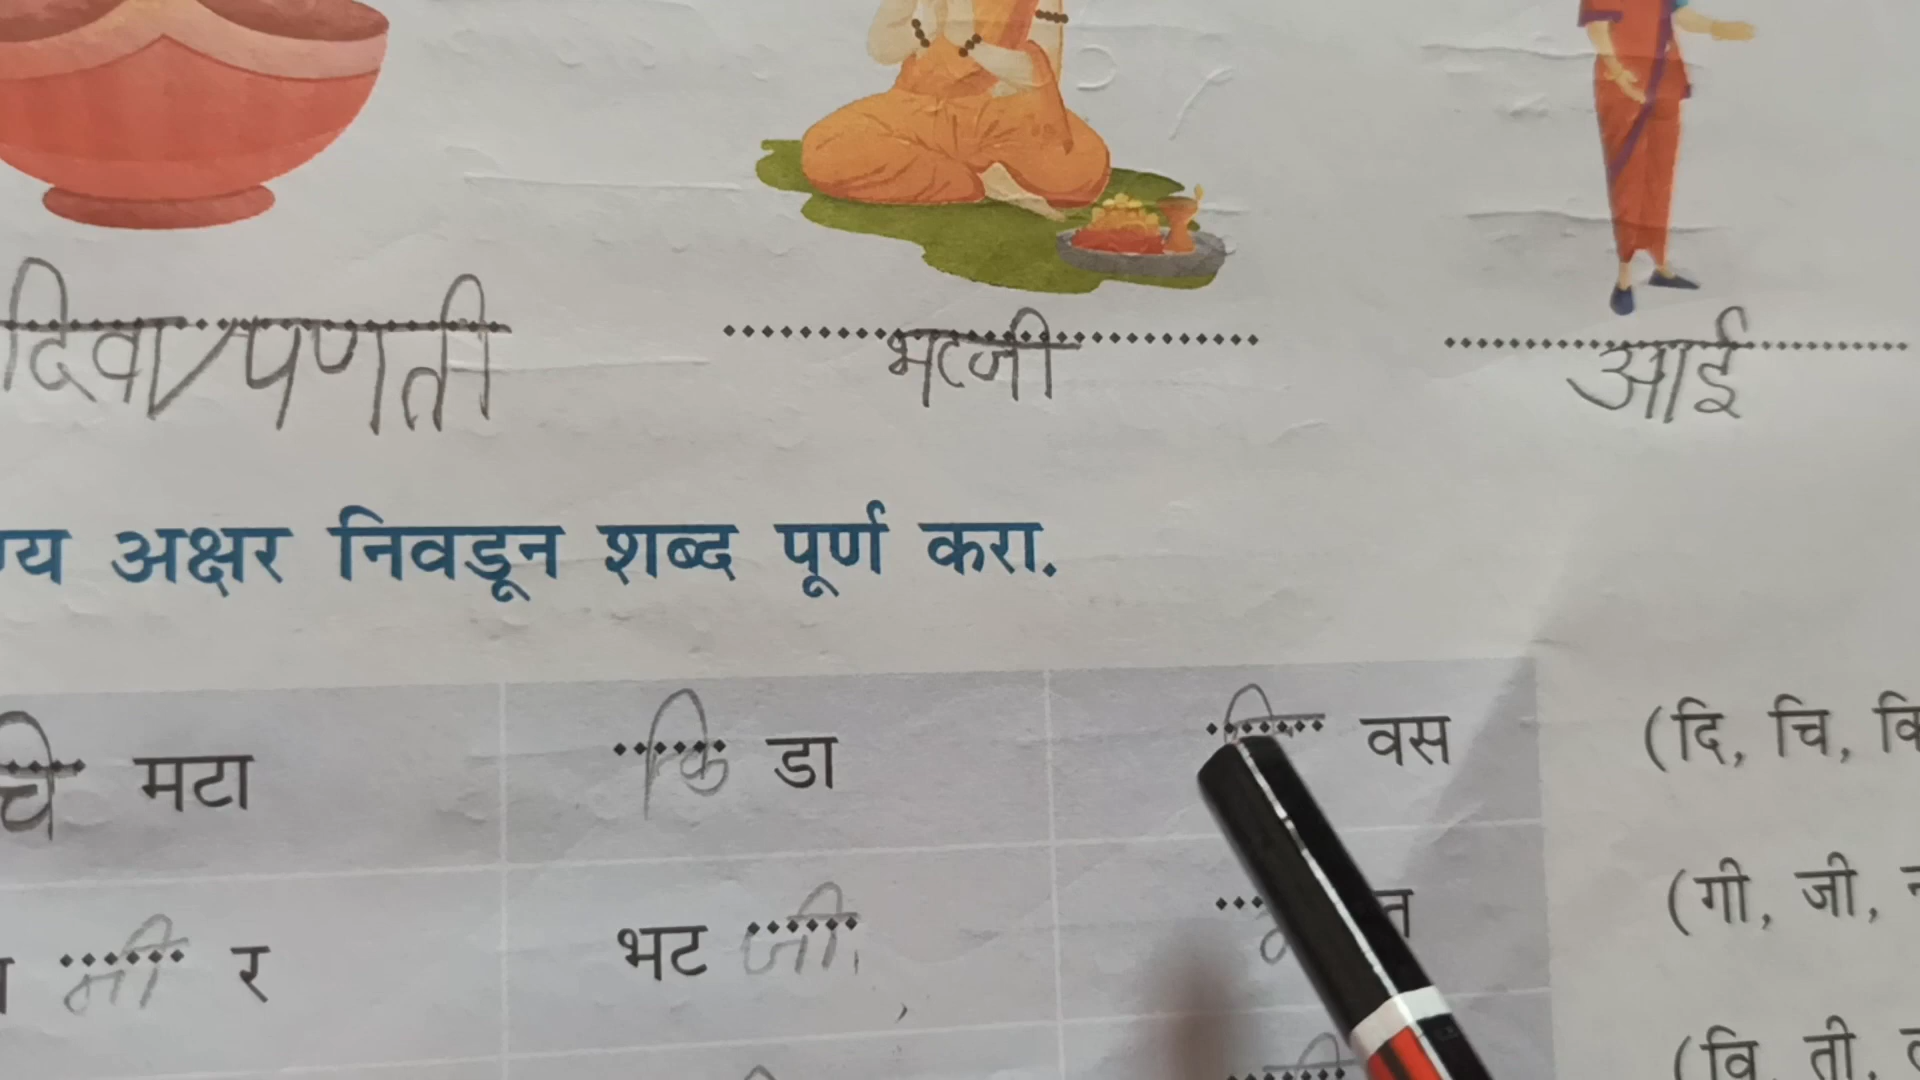 दिवा/पणती भटजी आई
अक्षर निवडून शब्द पूर्ण करा.
चि मटा कि डा वस (दि, चि, कि
मी र भट जी (गी, जी,
(वि, ती,